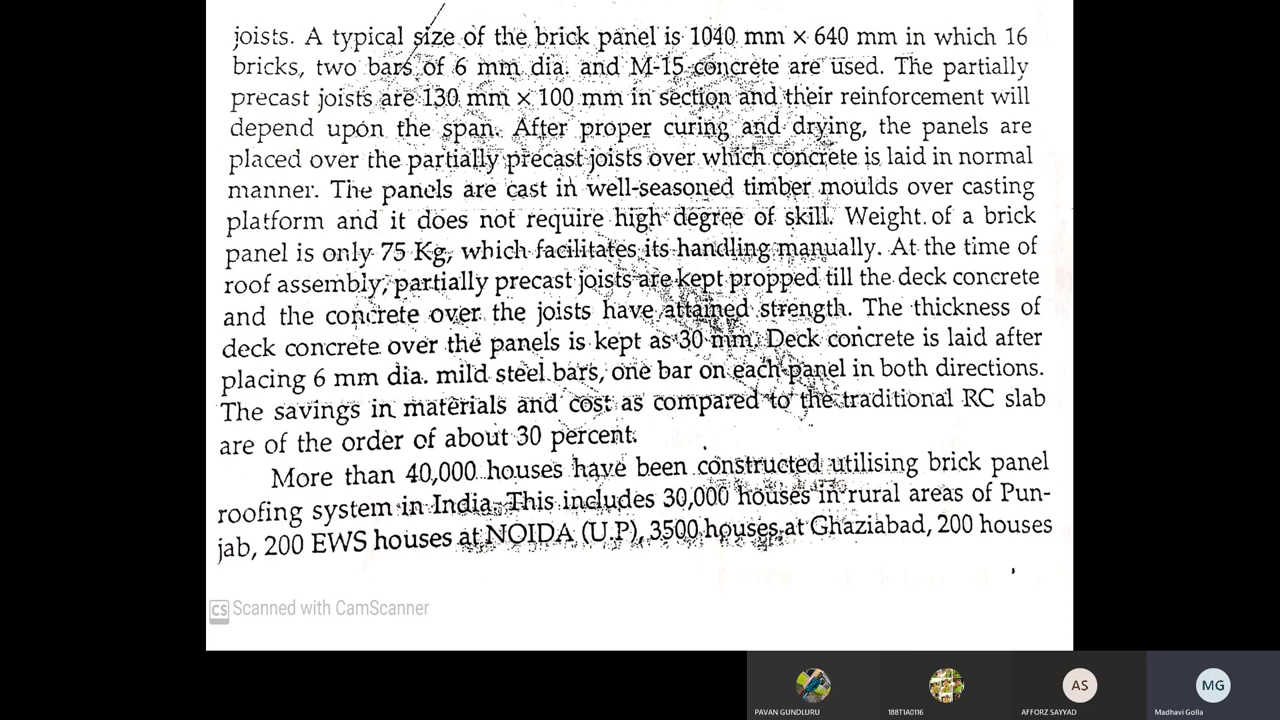 joists. A typical size of the brick panel is 1040 mm × 640 mm in which 16
bricks, two bars of 6 mm dia. and M-15 concrete are used. The partially
precast joists are 130 mm × 100 mm in section and their reinforcement will
depend upon the span. After proper curing and drying, the panels are
placed over the partially precast joists over which concrete is laid in normal
manner. The panels are cast in well-seasoned timber moulds over casting
platform and it does not require high degree of skill. Weight of a brick
panel is only 75 Kg, which facilitates its handling manually. At the time of
roof assembly, partially precast joists are kept propped till the deck concrete
and the concrete over the joists have attained strength. The thickness of
deck concrete over the panels is kept as 30 mm. Deck concrete is laid after
placing 6 mm dia. mild steel bars, one bar on each panel in both directions.
The savings in materials and cost as compared to the traditional RC slab
are of the order of about 30 percent.
More than 40,000 houses have been constructed utilising brick panel
roofing system in India. This includes 30,000 houses in rural areas of Pun-
jab, 200 EWS houses at NOIDA (U.P), 3500 houses at Ghaziabad, 200 houses
CS Scanned with CamScanner
AS
MG
PAVAN GUNDLURU
188T1A0116
AFFORZ SAYYAD
Madhavi Golla